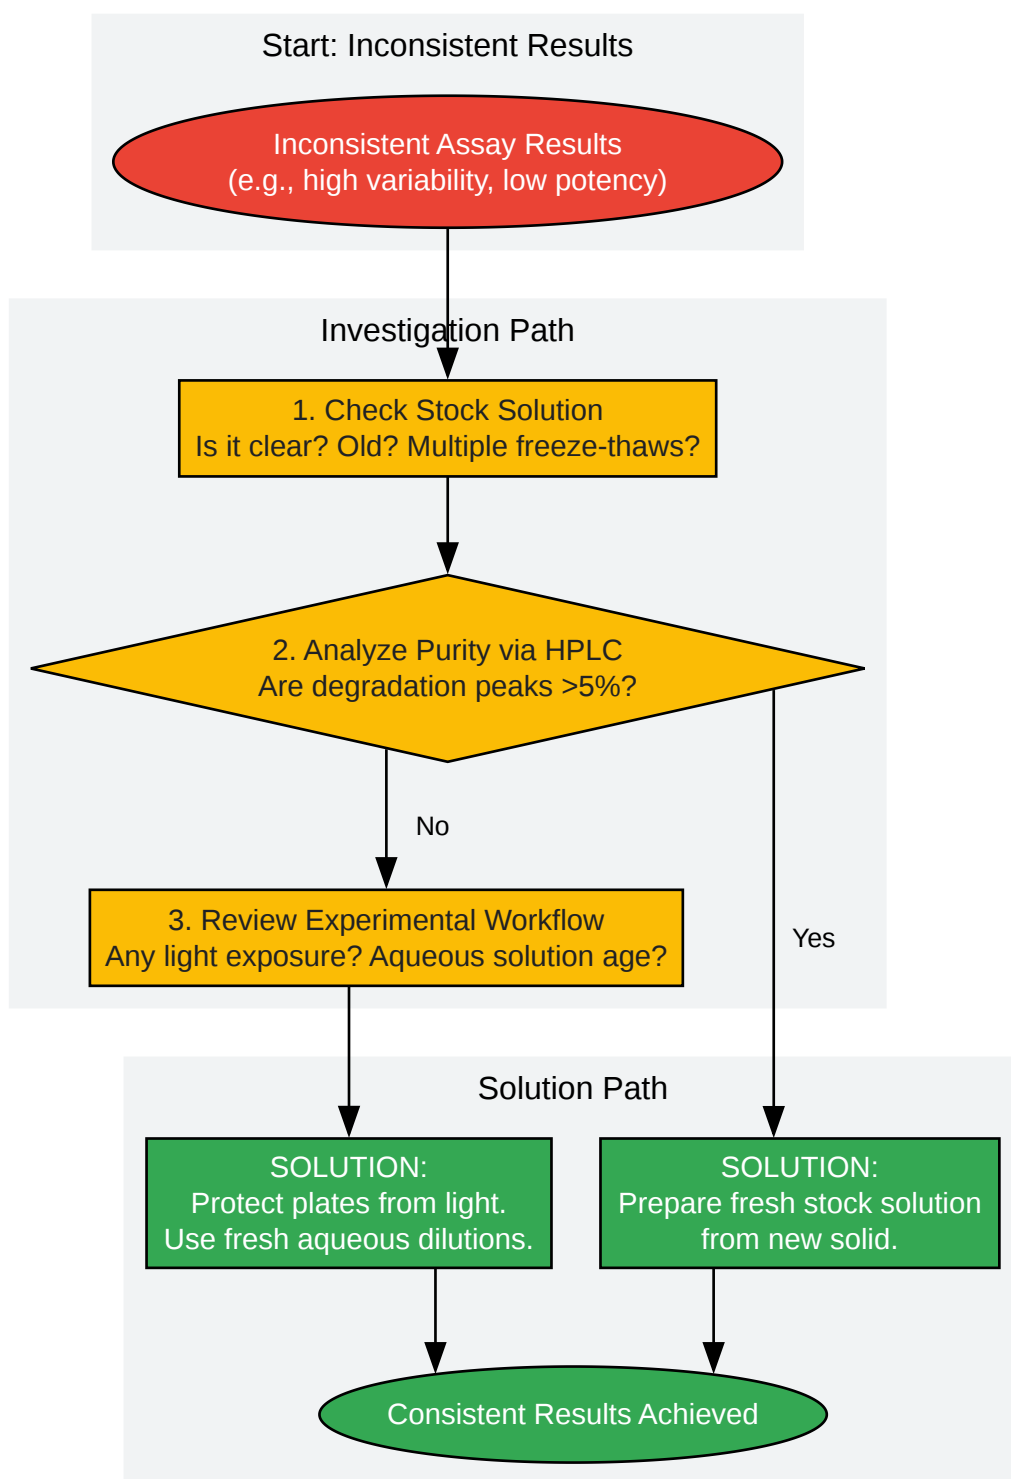 Start: Inconsistent Results
Inconsistent Assay Results
(e.g., high variability, low potency)
Investigation Path
1. Check Stock Solution
Is it clear? Old? Multiple freeze-thaws?
2. Analyze Purity via HPLC
Are degradation peaks >5%?
No
3. Review Experimental Workflow
Any light exposure? Aqueous solution age?
Yes
Solution Path
SOLUTION:
Protect plates from light.
Use fresh aqueous dilutions.
SOLUTION:
Prepare fresh stock solution
from new solid.
Consistent Results Achieved